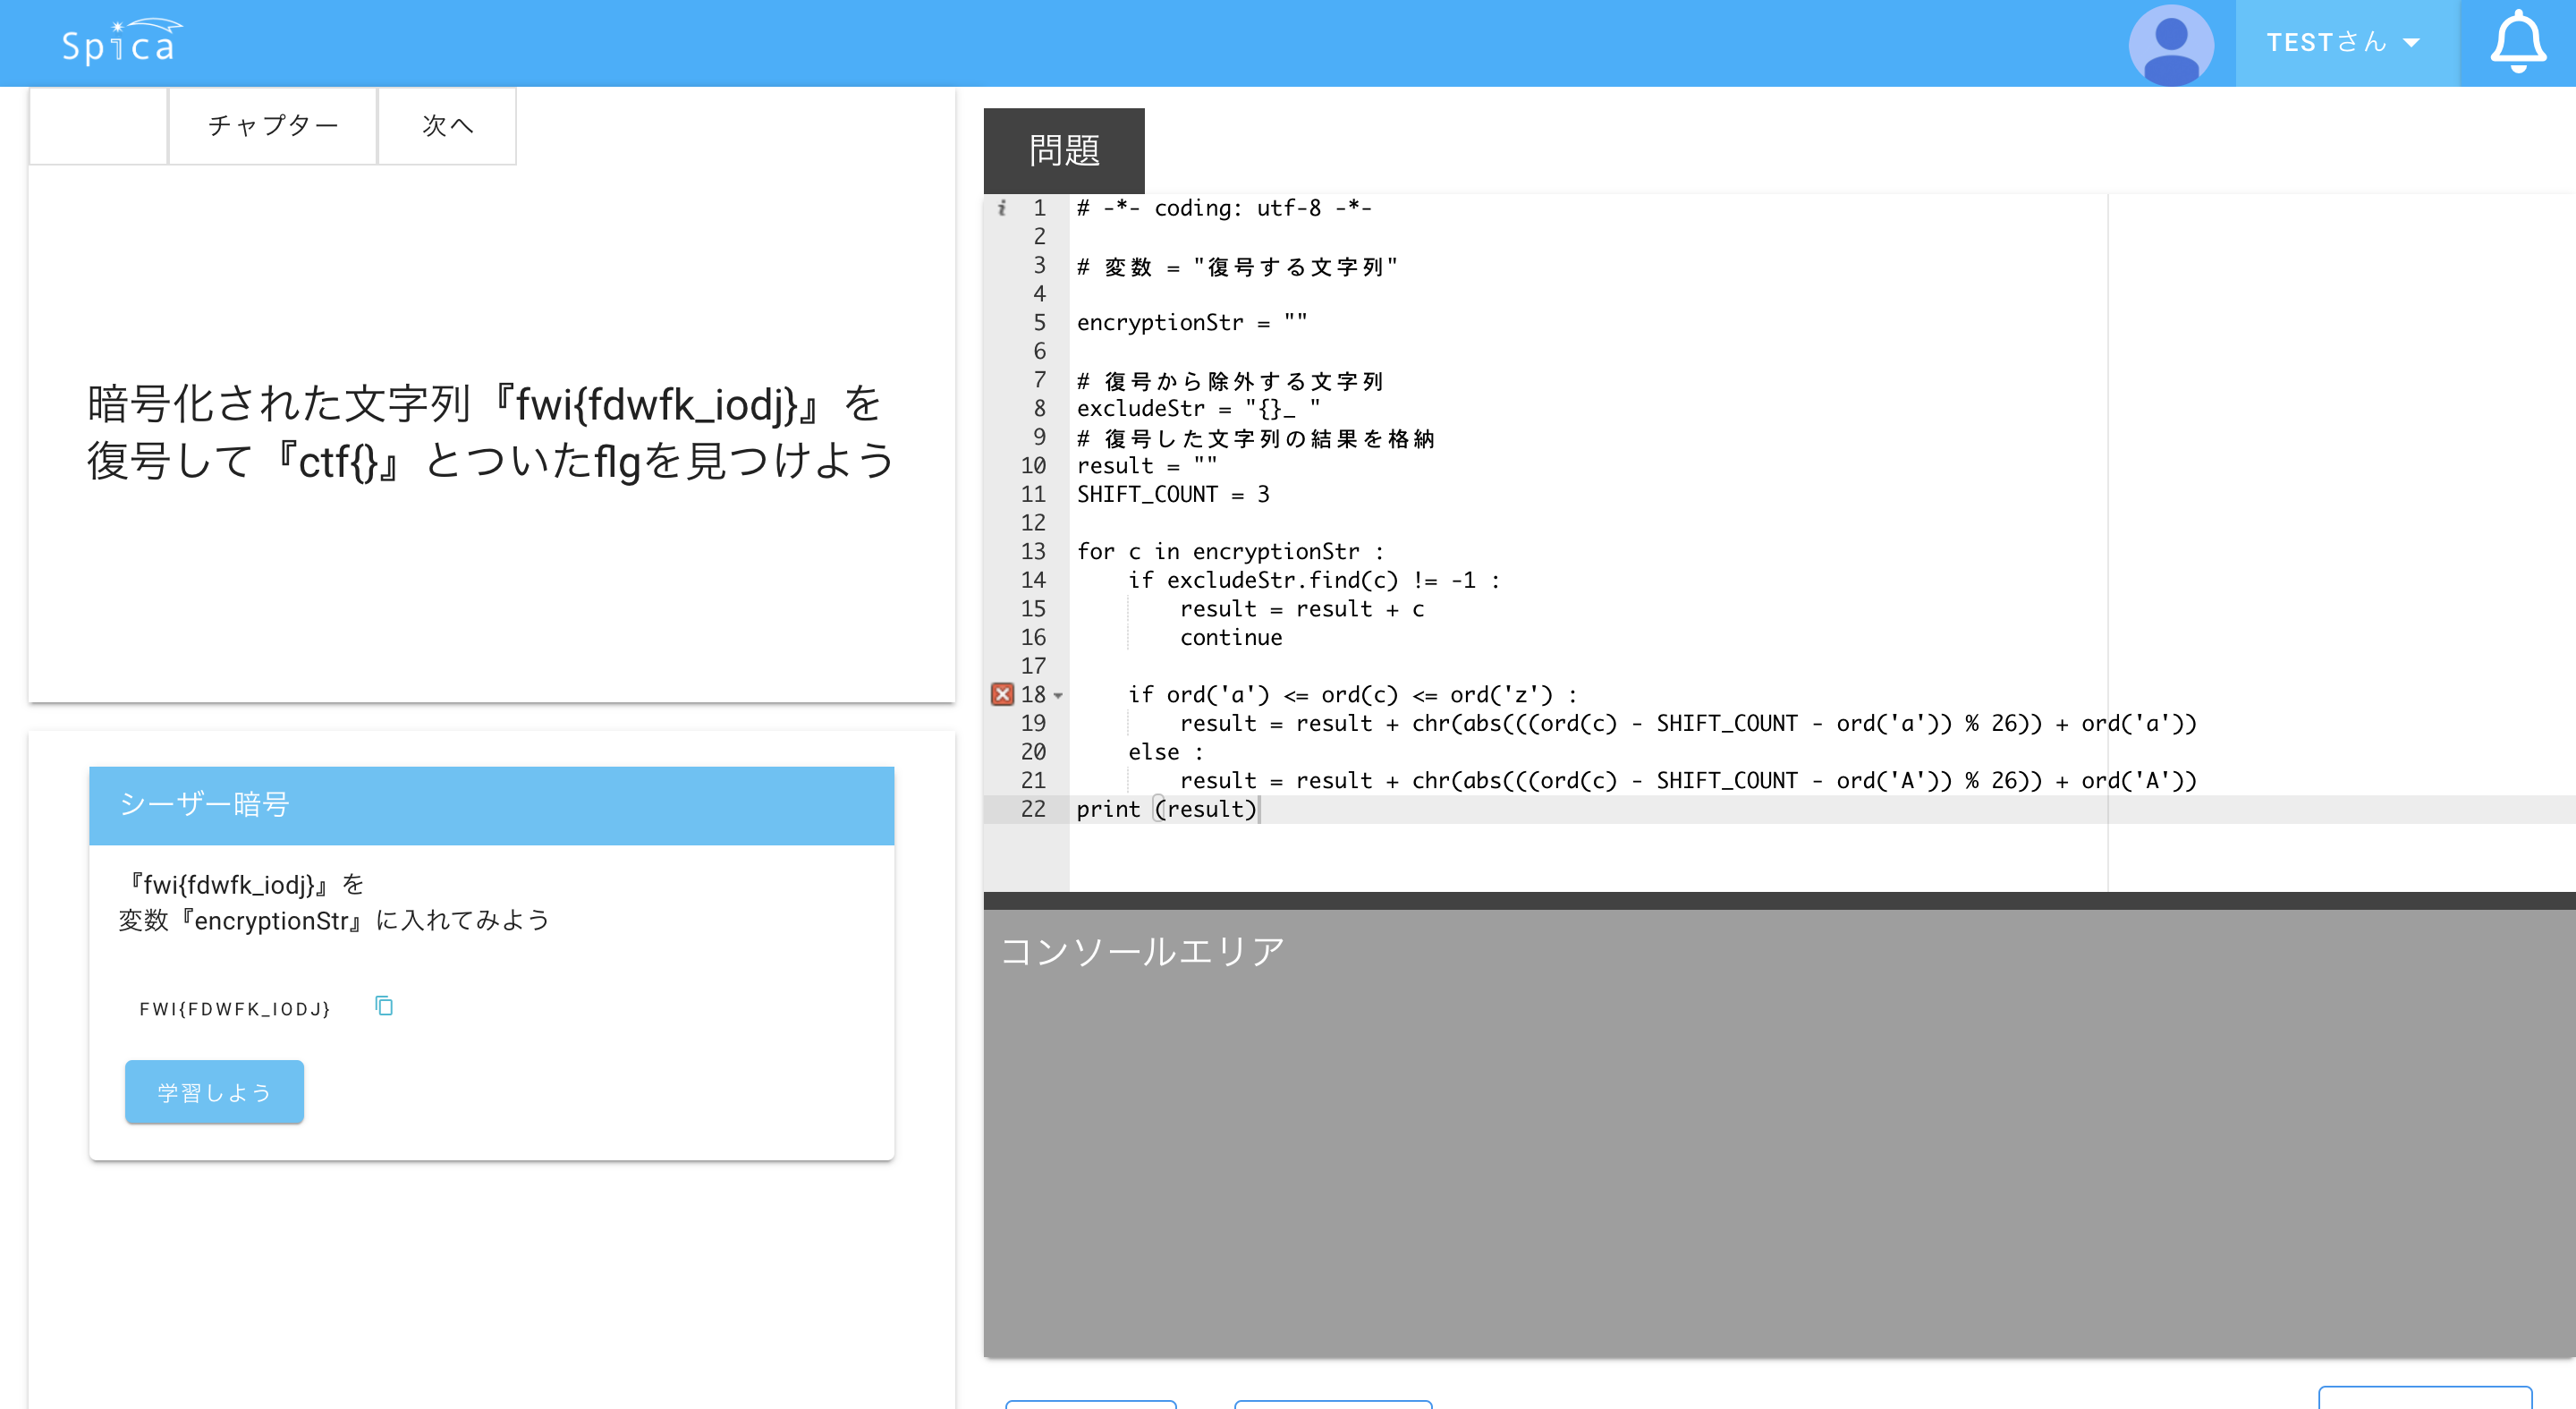 Spica
TESTさん
チャプター
次へ
暗号化された文字列『fwi{fdwfk_iodj}』を
復号して『ctf{}』とついたflgを見つけよう
シーザー暗号
『fwi{fdwfk_iodj}』を
変数『encryptionStr』に入れてみよう
FWI{FDWFK_IODJ}
学習しよう
問題
i 1 # -*- coding: utf-8 -*-
2
3 # 変数 = "復号する文字列"
4
5 encryptionStr = ""
6
7 # 復号から除外する文字列
8 excludeStr = "{}_ "
9 # 復号した文字列の結果を格納
10 result = ""
11 SHIFT_COUNT = 3
12
13 for c in encryptionStr :
14     if excludeStr.find(c) != -1 :
15         result = result + c
16         continue
17
18     if ord('a') <= ord(c) <= ord('z') :
19         result = result + chr(abs(((ord(c) - SHIFT_COUNT - ord('a')) % 26)) + ord('a'))
20     else :
21         result = result + chr(abs(((ord(c) - SHIFT_COUNT - ord('A')) % 26)) + ord('A'))
22 print (result)
コンソールエリア